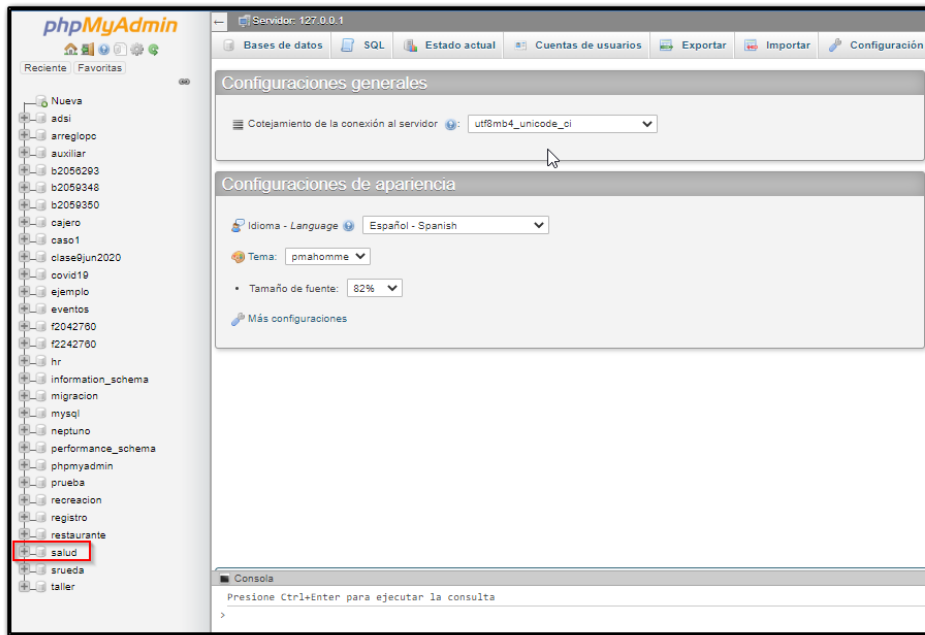 phpMyAdmin
Reciente Favoritas
Nueva
adsi
arreglopc
auxiliar
b2056293
b2059348
b2059350
cajero
caso1
clase9jun2020
covid19
ejemplo
eventos
f2042760
f2242760
hr
information_schema
migracion
mysql
neptuno
performance_schema
phpmyadmin
prueba
recreacion
registro
restaurante
salud
srueda
taller
Servidor: 127.0.0.1
Bases de datos SQL Estado actual Cuentas de usuarios Exportar Importar Configuración
Configuraciones generales
Cotejamiento de la conexión al servidor : utf8mb4_unicode_ci
Configuraciones de apariencia
Idioma - Language Español - Spanish
Tema: pmahomme
• Tamaño de fuente: 82%
Más configuraciones
Consola
Presione Ctrl+Enter para ejecutar la consulta
>